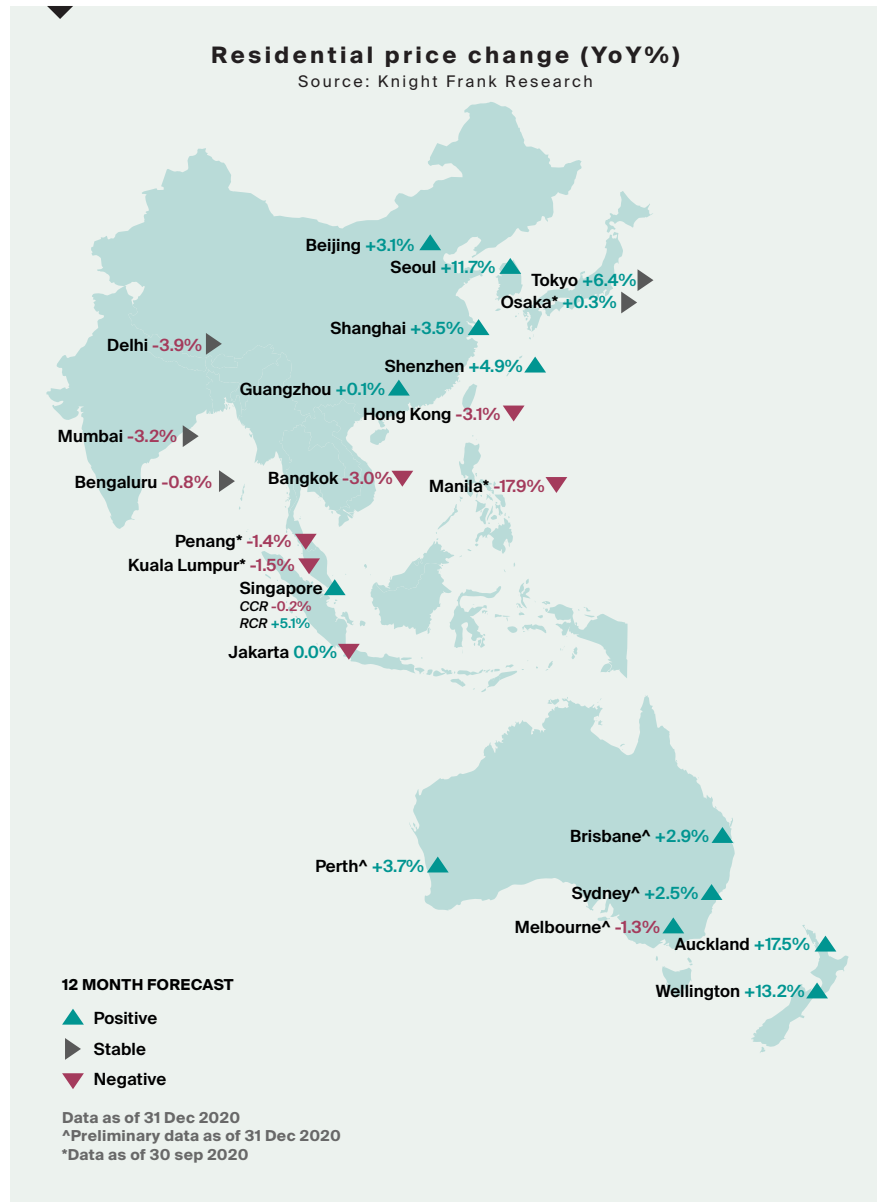 Residential price change (YoY%)
Source: Knight Frank Research
Beijing +3.1%
Seoul +11.7%
Tokyo +6.4%
Osaka* +0.3%
Shanghai +3.5%
Delhi -3.9%
Shenzhen +4.9%
Guangzhou +0.1%
Hong Kong -3.1%
Mumbai -3.2%
Bengaluru -0.8%
Bangkok -3.0%
Manila* -17.9%
Penang* -1.4%
Kuala Lumpur* -1.5%
Singapore
CCR -0.2%
RCR +5.1%
Jakarta 0.0%
Brisbane^ +2.9%
Perth^ +3.7%
Sydney^ +2.5%
Melbourne^ -1.3%
Auckland +17.5%
Wellington +13.2%
12 MONTH FORECAST
Positive
Stable
Negative
Data as of 31 Dec 2020
^Preliminary data as of 31 Dec 2020
*Data as of 30 sep 2020